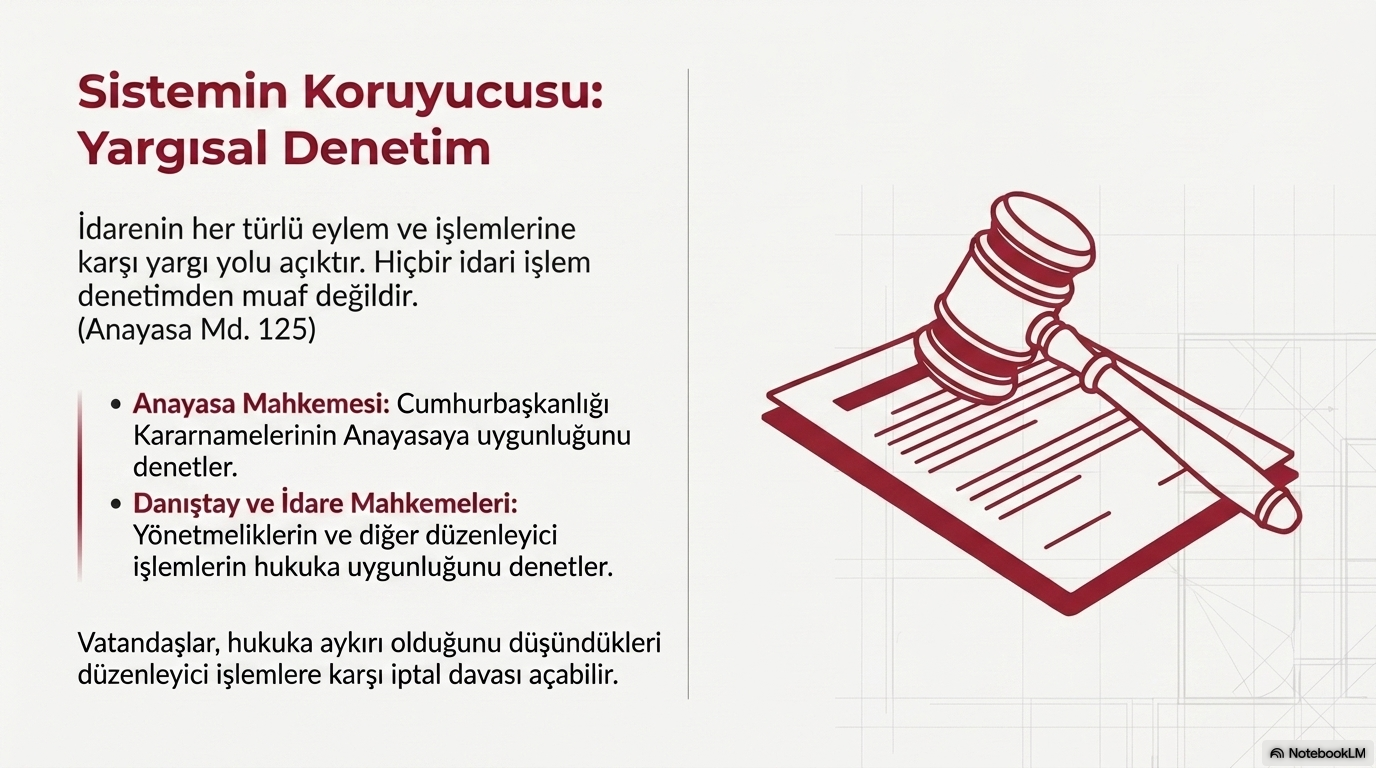 Sistemin Koruyucusu:
Yargısal Denetim
İdarenin her türlü eylem ve işlemlerine
karşı yargı yolu açıktır. Hiçbir idari işlem
denetimden muaf değildir.
(Anayasa Md. 125)
• Anayasa Mahkemesi: Cumhurbaşkanlığı
Kararnamelerinin Anayasaya uygunluğunu
denetler.
• Danıştay ve İdare Mahkemeleri:
Yönetmeliklerin ve diğer düzenleyici
işlemlerin hukuka uygunluğunu denetler.
Vatandaşlar, hukuka aykırı olduğunu düşündükleri
düzenleyici işlemlere karşı iptal davası açabilir.
NotebookLM